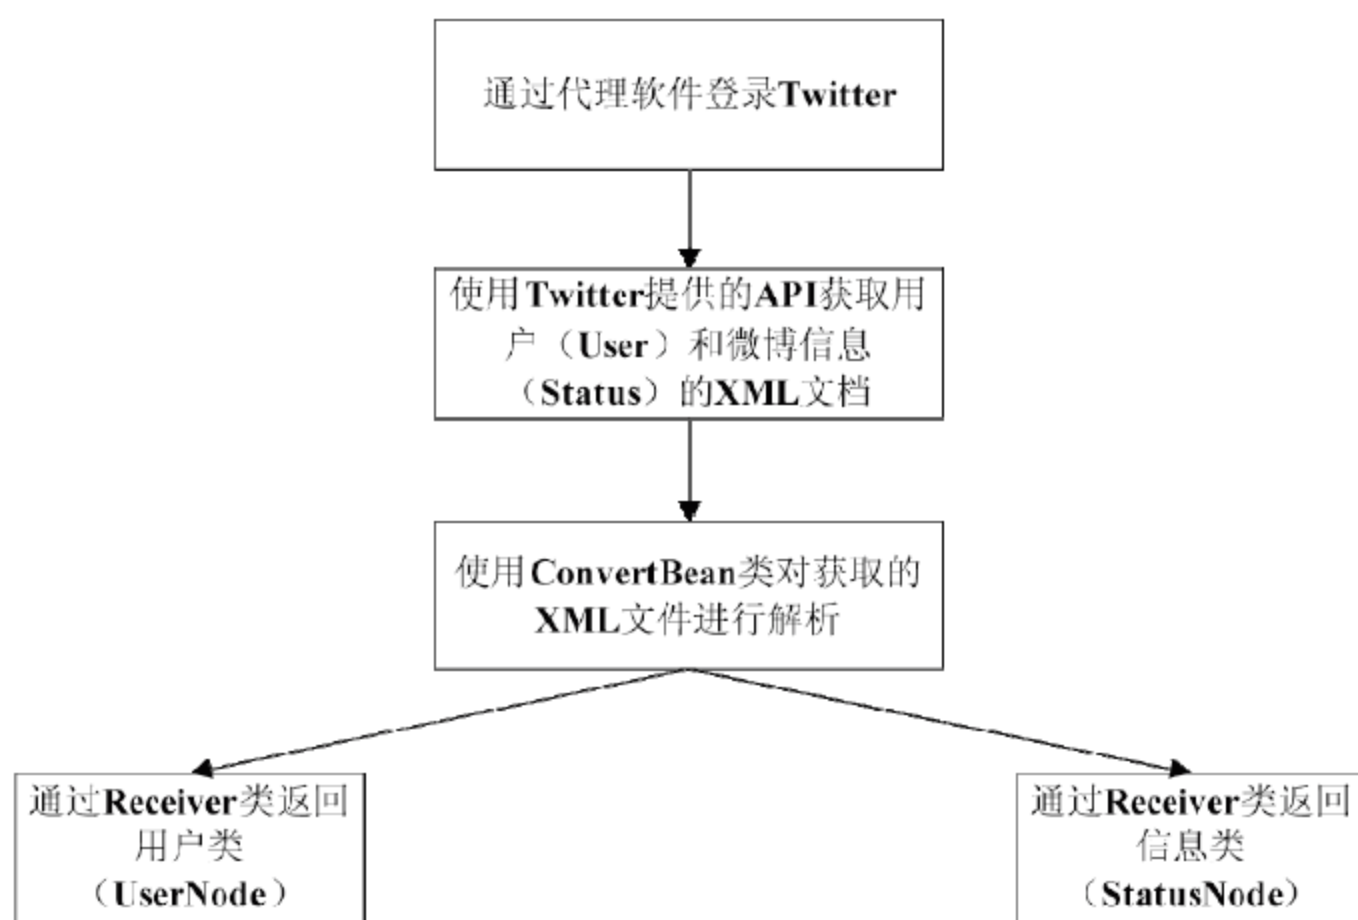 通过代理软件登录Twitter
使用Twitter提供的API获取用
户（User）和微博信息
（Status）的XML文档
使用ConvertBean类对获取的
XML文件进行解析
通过Receiver类返回
用户类
（UserNode）
通过Receiver类返回
信息类
（StatusNode）